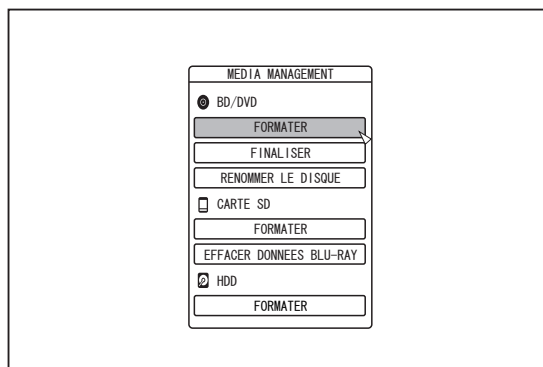 MEDIA MANAGEMENT
BD/DVD
FORMATER
FINALISER
RENOMMER LE DISQUE
CARTE SD
FORMATER
EFFACER DONNEES BLU-RAY
HDD
FORMATER